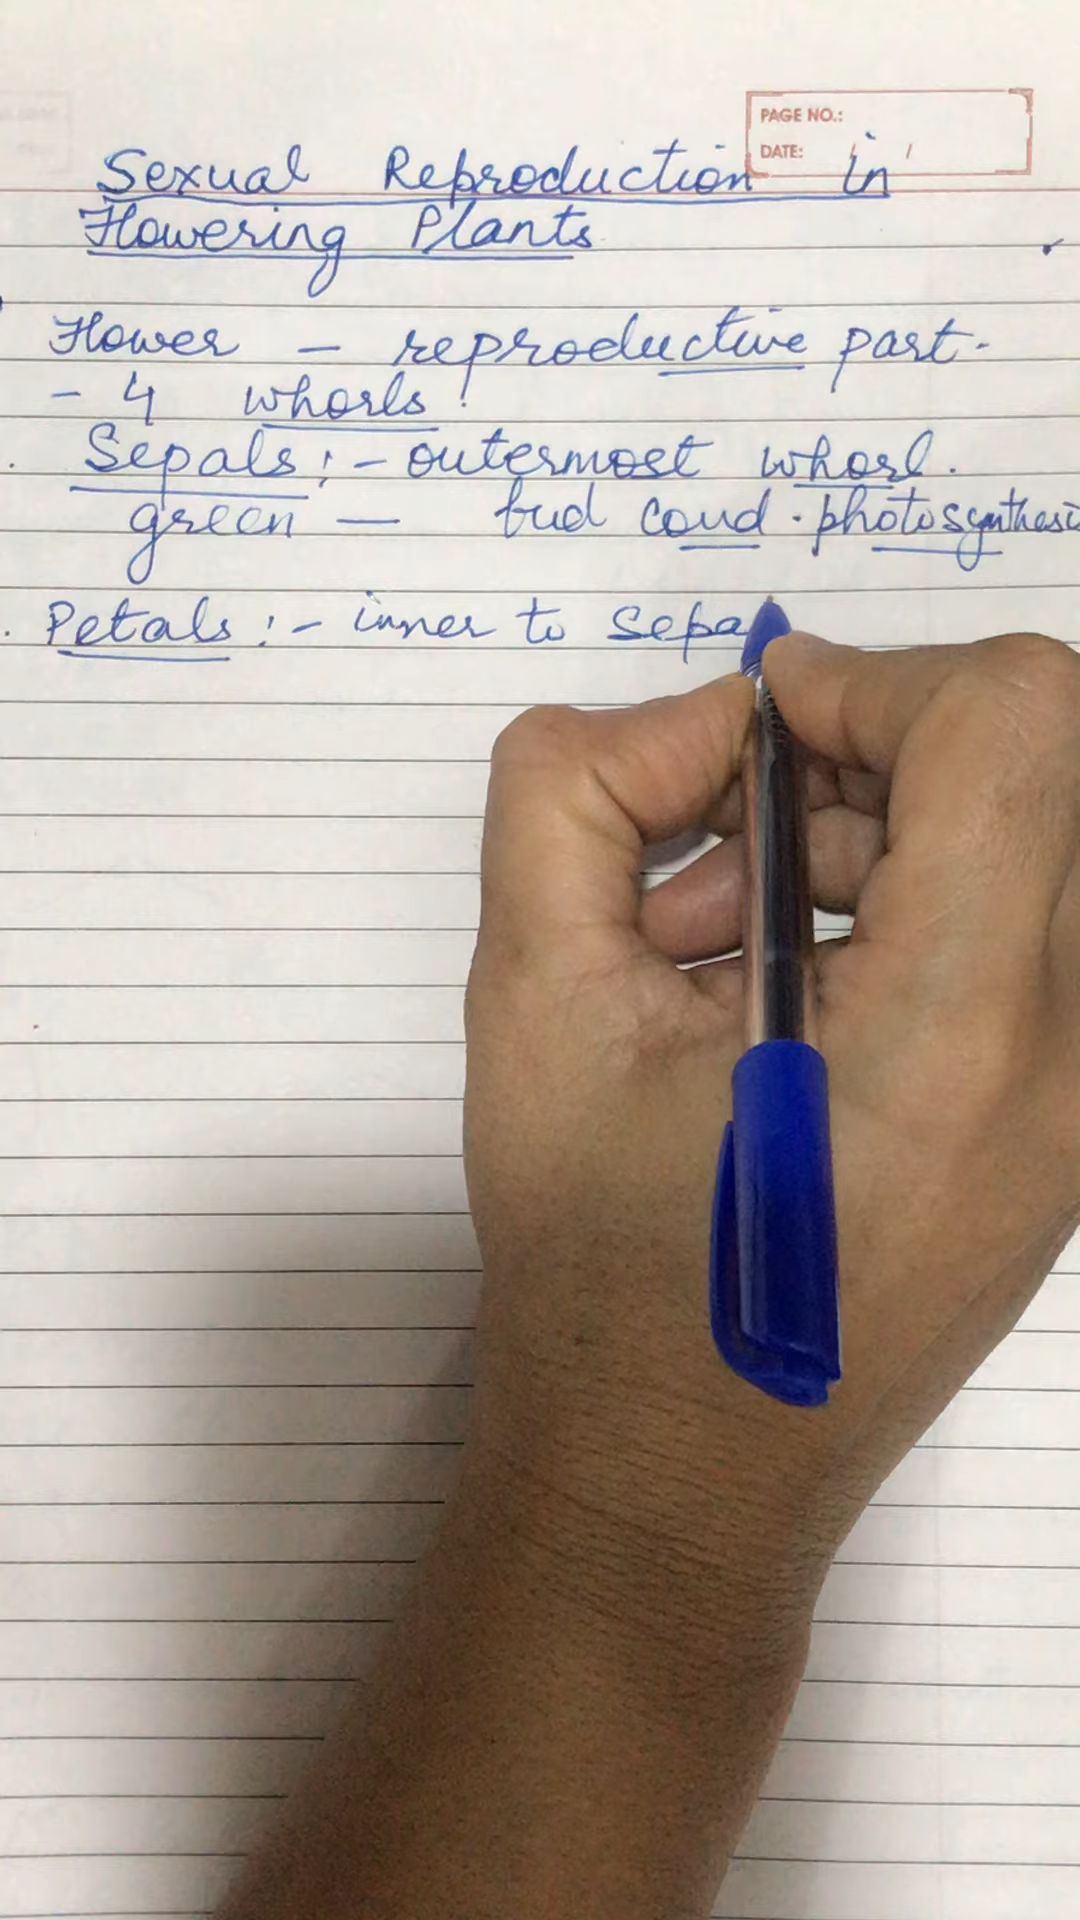 PAGE NO.:
DATE: / /
Sexual Reproduction in
Flowering Plants
Flower — reproductive part.
- 4 whorls.
Sepals :- outermost whorl.
green — bud cond. photosynthesis
Petals :- inner to Sepa